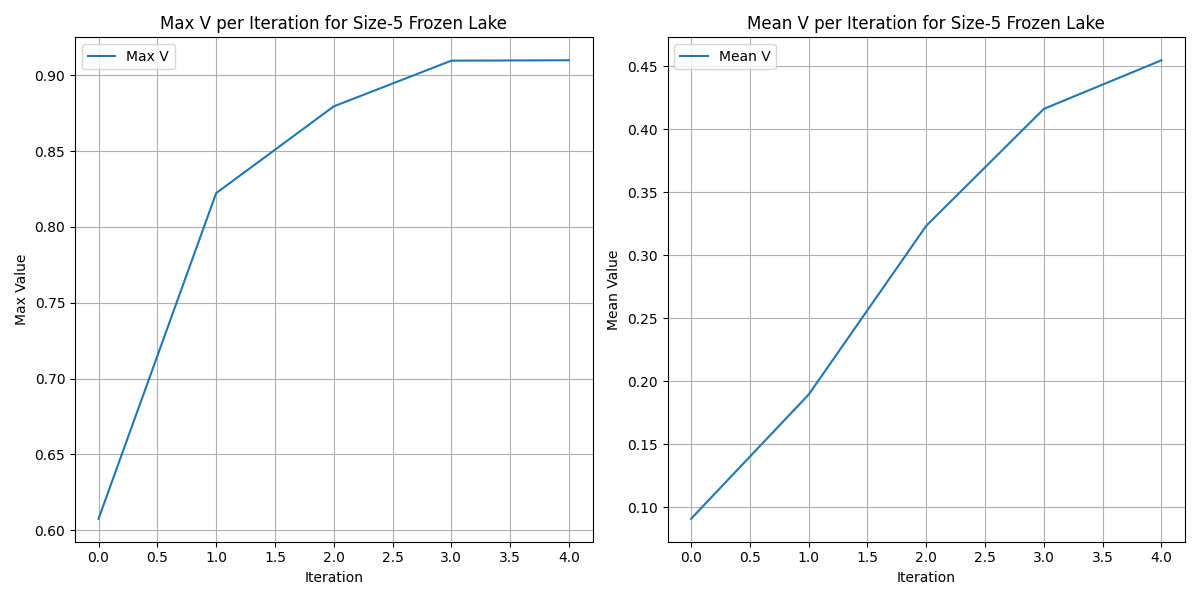 Max V per Iteration for Size-5 Frozen Lake
Max V
0.90
0.85
0.80
0.75
0.70
0.65
0.60
Max Value
0.0 0.5 1.0 1.5 2.0 2.5 3.0 3.5 4.0
Iteration
Mean V per Iteration for Size-5 Frozen Lake
Mean V
0.45
0.40
0.35
0.30
0.25
0.20
0.15
0.10
Mean Value
0.0 0.5 1.0 1.5 2.0 2.5 3.0 3.5 4.0
Iteration